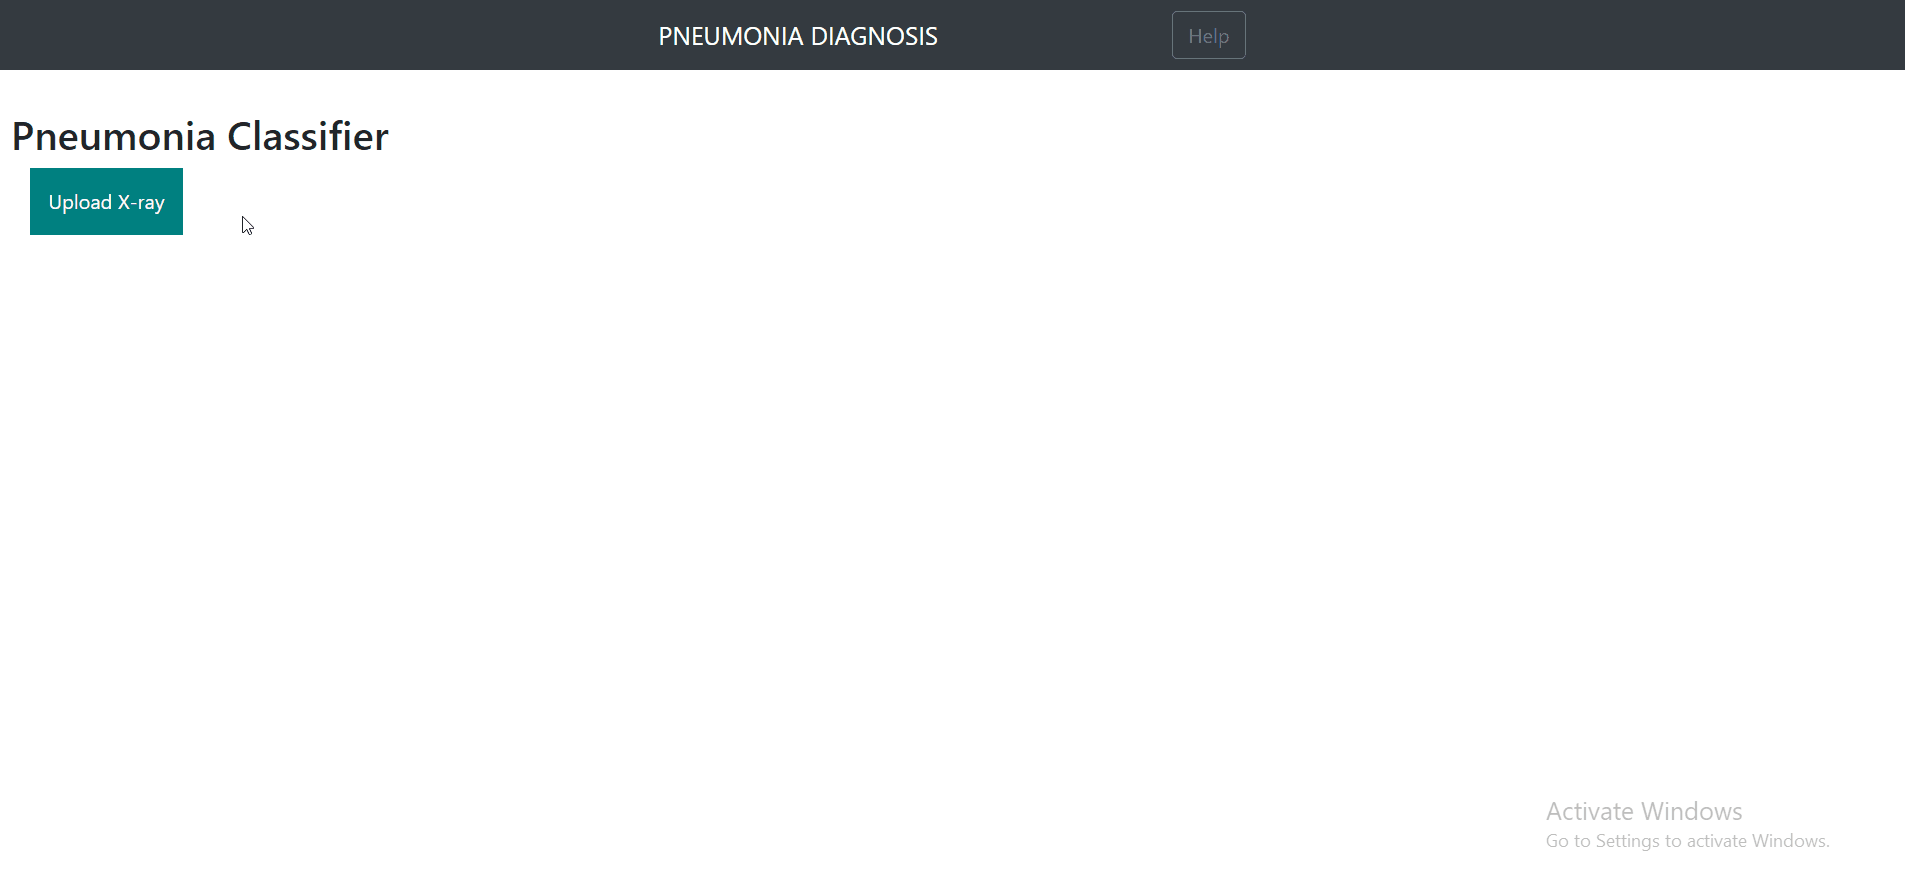 PNEUMONIA DIAGNOSIS
Help
Pneumonia Classifier
Upload X-ray
Activate Windows
Go to Settings to activate Windows.